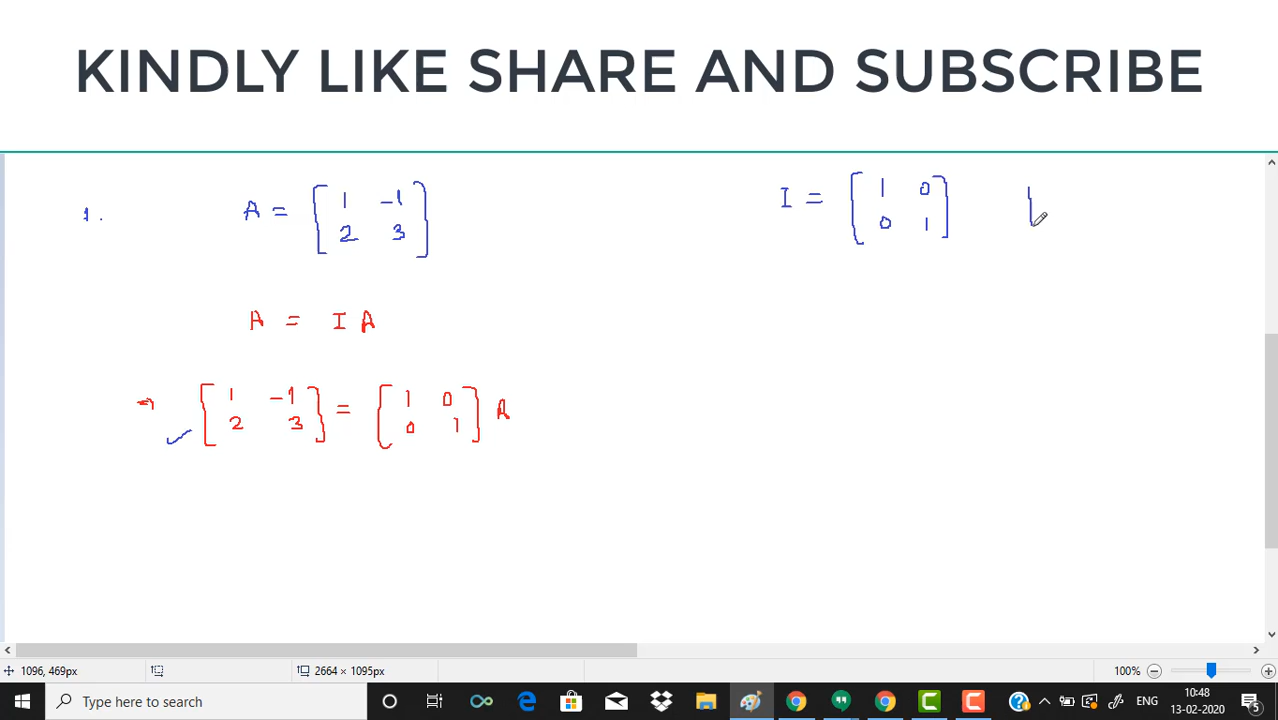 KINDLY LIKE SHARE AND SUBSCRIBE
1. A = [ 1 -1 I = [ 1 0
2 3 ] 0 1 ]
A = I A
⇒ [ 1 -1 = [ 1 0 A
2 3 ] 0 1 ]
1096, 469px 2664 × 1095px 100%
Type here to search ENG 10:48
13-02-2020 5